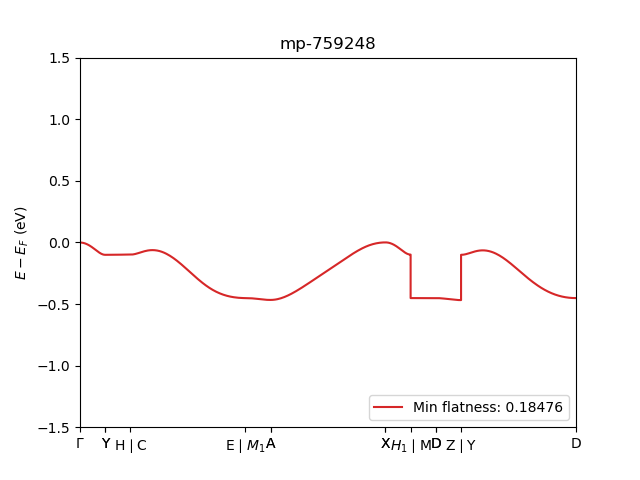 mp-759248
E − E_F (eV)
1.5
1.0
0.5
0.0
−0.5
−1.0
−1.5
Min flatness: 0.18476
Γ Y H | C E | M₁ A X H₁ | M D Z | Y D